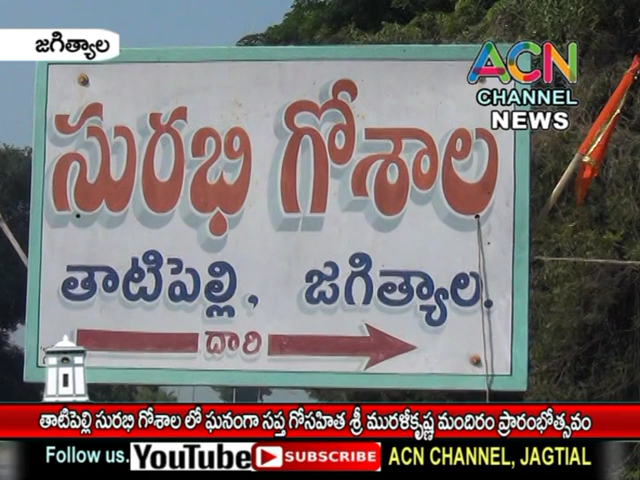 జగిత్యాల
ACN
CHANNEL
NEWS
సురభి గోశాల
తాటిపెల్లి, జగిత్యాల.
దారి
తాటిపెల్లి సురభి గోశాల లో ఘనంగా సప్త గోసహిత శ్రీ మురళీకృష్ణ మందిరం ప్రారంభోత్సవం
Follow us. YouTube SUBSCRIBE ACN CHANNEL, JAGTIAL